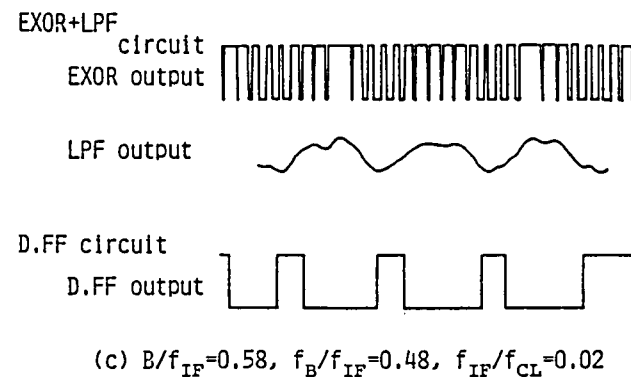 EXOR+LPF
circuit
EXOR output
LPF output
D.FF circuit
D.FF output
(c) B/f_IF=0.58, f_B/f_IF=0.48, f_IF/f_CL=0.02